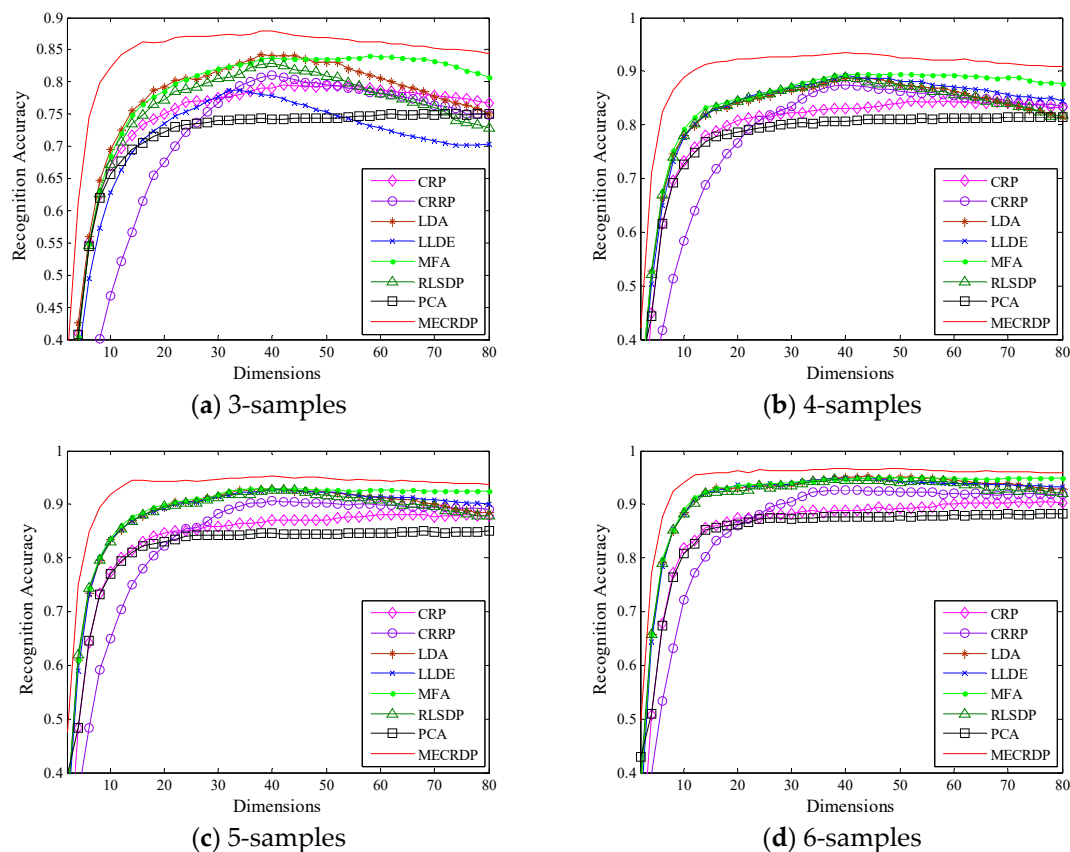 0.9
0.85
0.8
0.75
0.7
0.65
0.6
0.55
0.5
0.45
0.4
Recognition Accuracy
10 20 30 40 50 60 70 80
Dimensions
CRP
CRRP
LDA
LLDE
MFA
RLSDP
PCA
MECRDP
(a) 3-samples
1
0.9
0.8
0.7
0.6
0.5
0.4
Recognition Accuracy
10 20 30 40 50 60 70 80
Dimensions
CRP
CRRP
LDA
LLDE
MFA
RLSDP
PCA
MECRDP
(b) 4-samples
1
0.9
0.8
0.7
0.6
0.5
0.4
Recognition Accuracy
10 20 30 40 50 60 70 80
Dimensions
CRP
CRRP
LDA
LLDE
MFA
RLSDP
PCA
MECRDP
(c) 5-samples
1
0.9
0.8
0.7
0.6
0.5
0.4
Recognition Accuracy
10 20 30 40 50 60 70 80
Dimensions
CRP
CRRP
LDA
LLDE
MFA
RLSDP
PCA
MECRDP
(d) 6-samples